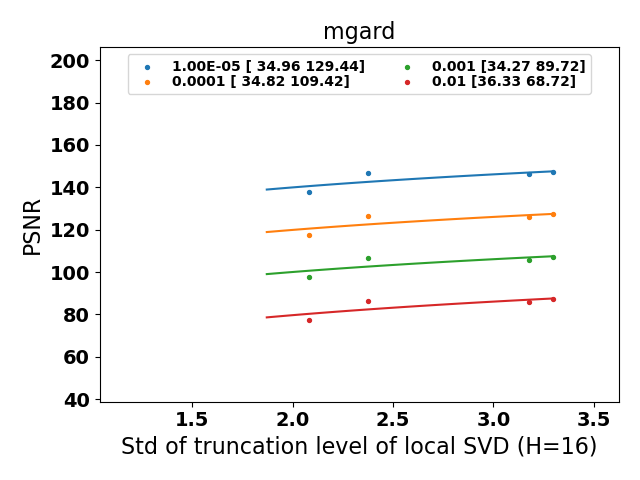 mgard
1.00E-05 [ 34.96 129.44]
0.0001 [ 34.82 109.42]
0.001 [34.27 89.72]
0.01 [36.33 68.72]
200
180
160
140
120
100
80
60
40
PSNR
1.5 2.0 2.5 3.0 3.5
Std of truncation level of local SVD (H=16)